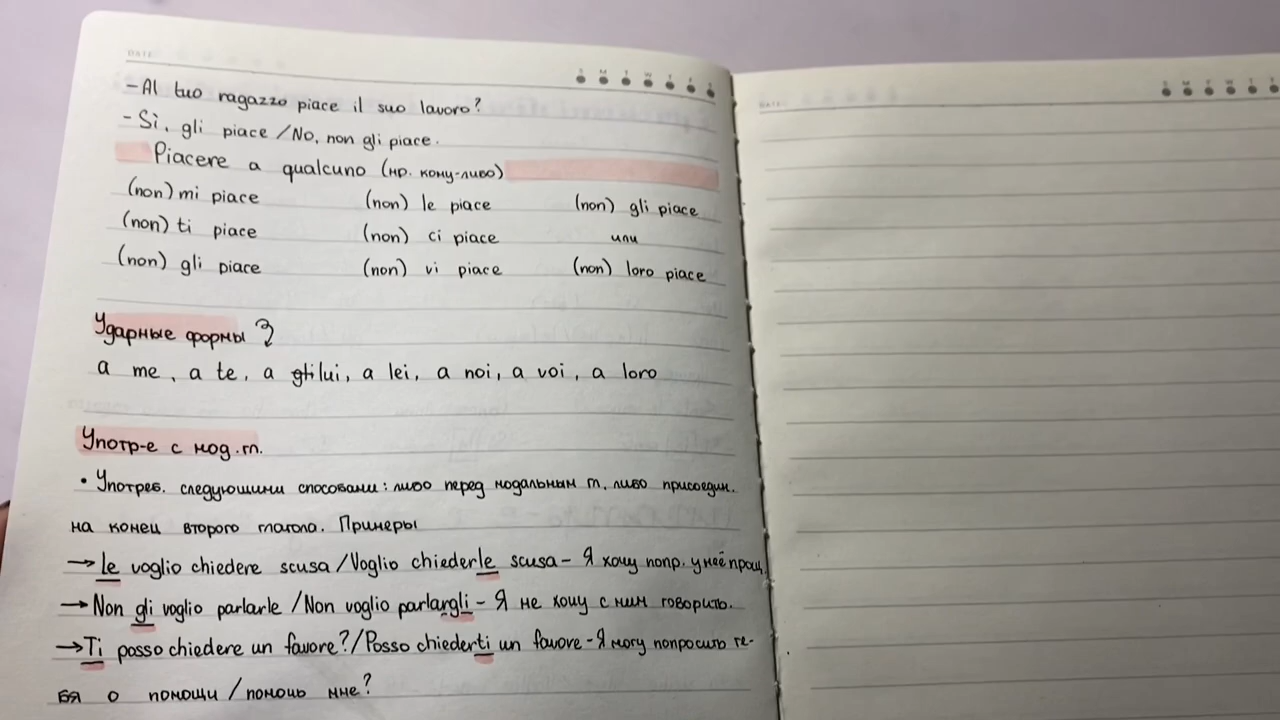 DATE
S M T W T F S
DATE
S M T W T F
-Al tuo ragazzo piace il suo lavoro?
-Sì, gli piace /No, non gli piace.
Piacere a qualcuno (нр. кому-либо)
(non) mi piace (non) le piace (non) gli piace
(non) ti piace (non) ci piace или
(non) gli piace (non) vi piace (non) loro piace
Ударные формы
a me, a te, a lui, a lei, a noi, a voi, a loro
Употр-е с мод.гл.
• Употреб. следующими способами: либо перед модальным гл, либо присоедин.
на конец второго глагола. Примеры
→ le voglio chiedere scusa /Voglio chiederle scusa- Я хочу попр. у неё прощ.
→ Non gli voglio parlarle /Non voglio parlargli - Я не хочу с ним говорить.
→ Ti posso chiedere un favore?/Posso chiederti un favore -Я могу попросить те-
бя о помощи / помощь мне?